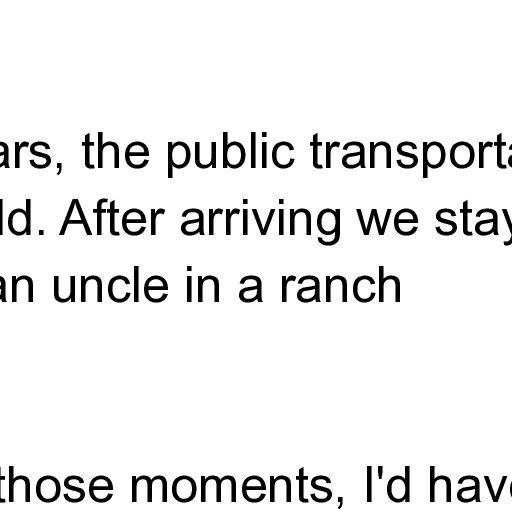 ars, the public transporta
ld. After arriving we stay
an uncle in a ranch
those moments, I'd have